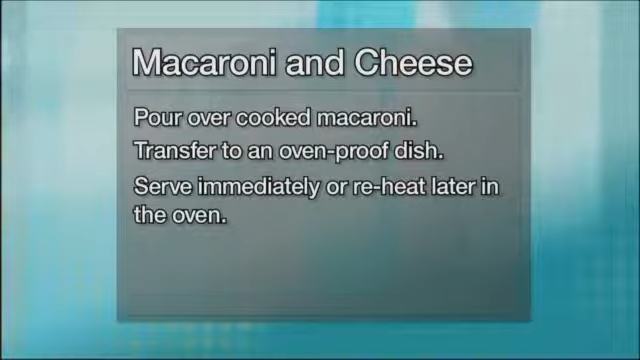 Macaroni and Cheese
Pour over cooked macaroni.
Transfer to an oven-proof dish.
Serve immediately or re-heat later in
the oven.